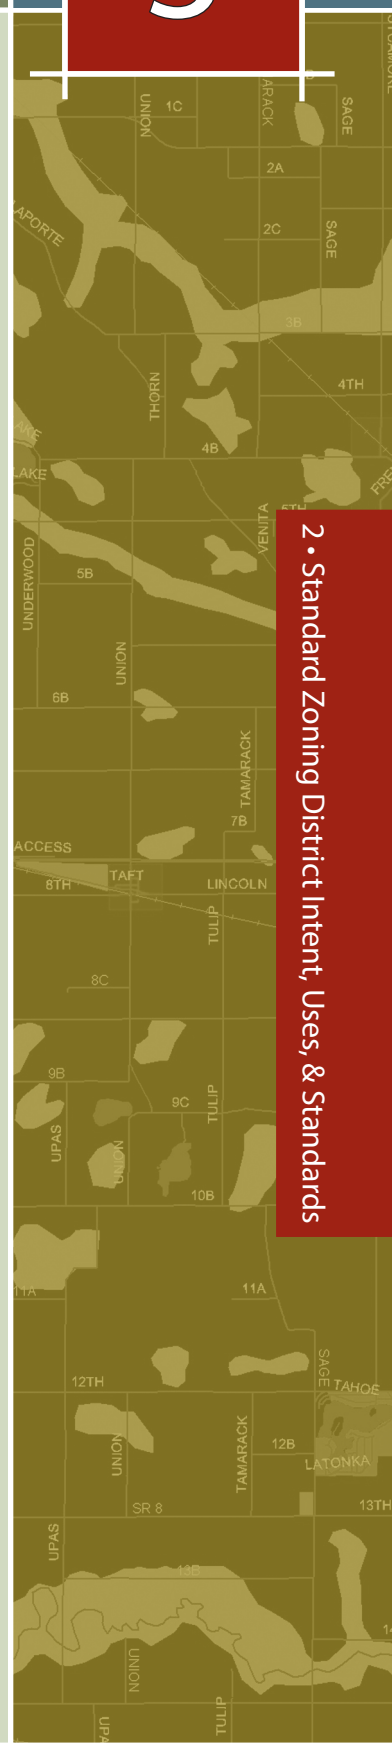 UNION
1C
ARACK
SAGE
2A
LAPORTE
2C
SAGE
3B
THORN
4TH
4B
AKE
LAKE
5TH
VENITA
UNDERWOOD
5B
UNION
6B
TAMARACK
7B
ACCESS
8TH
TAFT
LINCOLN
TULIP
8C
9B
9C
TULIP
UPAS
UNION
10B
11A
11A
12TH
SAGE
TAHOE
UNION
TAMARACK
12B
LATONKA
SR 8
13TH
UPAS
13B
UNION
TULIP
2 • Standard Zoning District Intent, Uses, & Standards